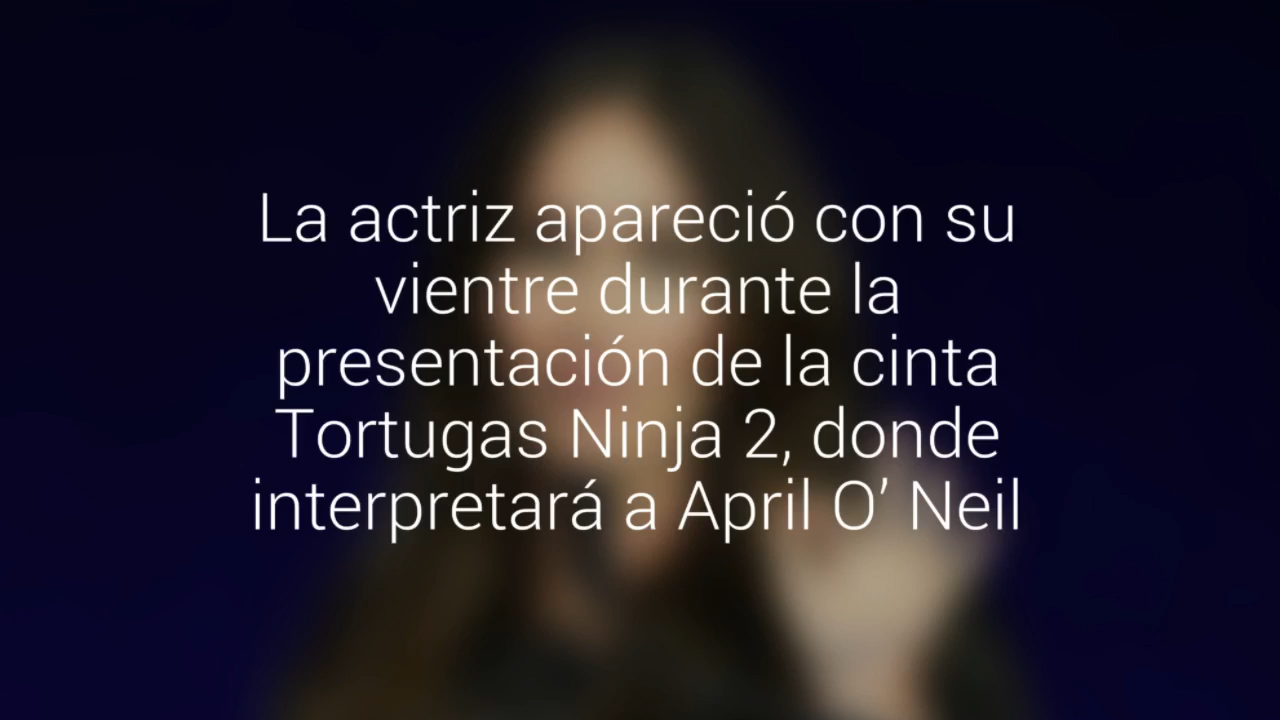 La actriz apareció con su
vientre durante la
presentación de la cinta
Tortugas Ninja 2, donde
interpretará a April O’ Neil